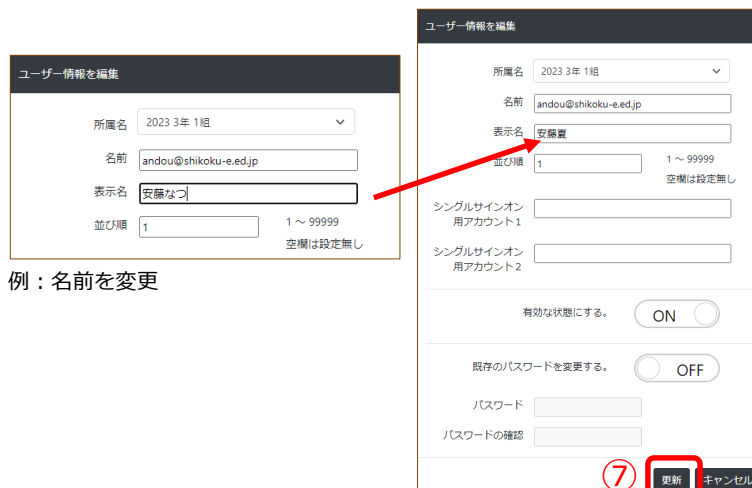 ユーザー情報を編集
所属名 2023 3年 1組
名前 andou@shikoku-e.ed.jp
表示名 安藤なつ
並び順 1 1 ～ 99999
空欄は設定無し
例：名前を変更
ユーザー情報を編集
所属名 2023 3年 1組
名前 andou@shikoku-e.ed.jp
表示名 安藤夏
並び順 1 1 ～ 99999
空欄は設定無し
シングルサインオン
用アカウント1
シングルサインオン
用アカウント2
有効な状態にする。 ON
既存のパスワードを変更する。 OFF
パスワード
パスワードの確認
⑦ 更新 キャンセル